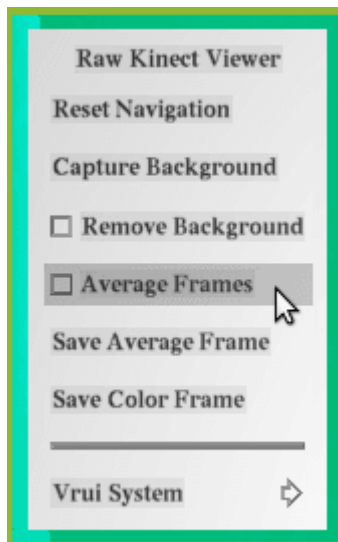 Raw Kinect Viewer
Reset Navigation
Capture Background
Remove Background
Average Frames
Save Average Frame
Save Color Frame
Vrui System